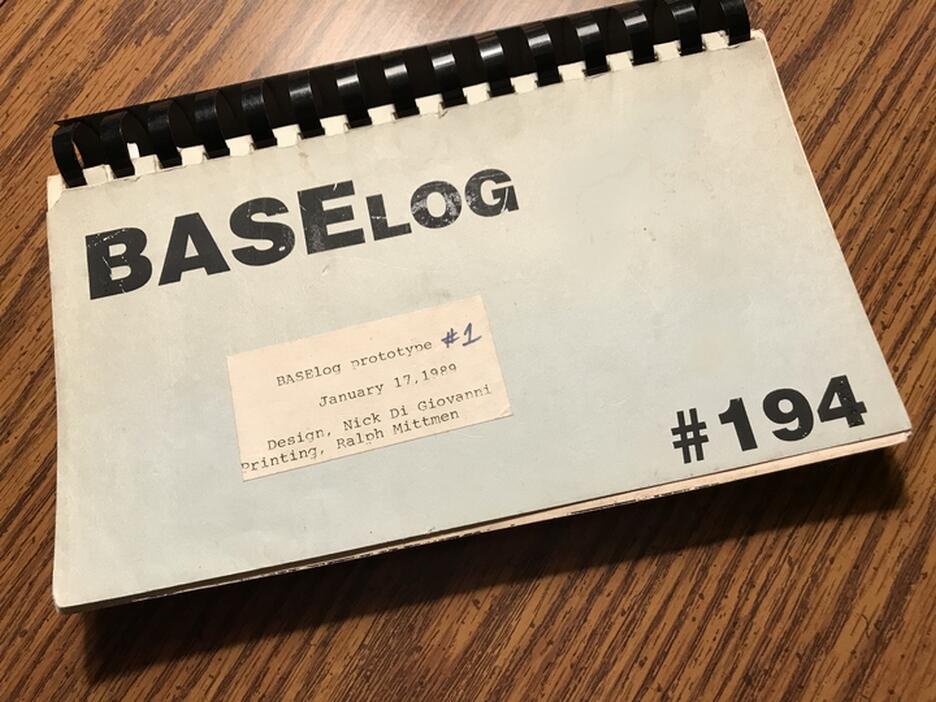 BASELOG
BASElog prototype #1
January 17,1989
Design, Nick Di Giovanni
Printing, Ralph Mittmen
#194